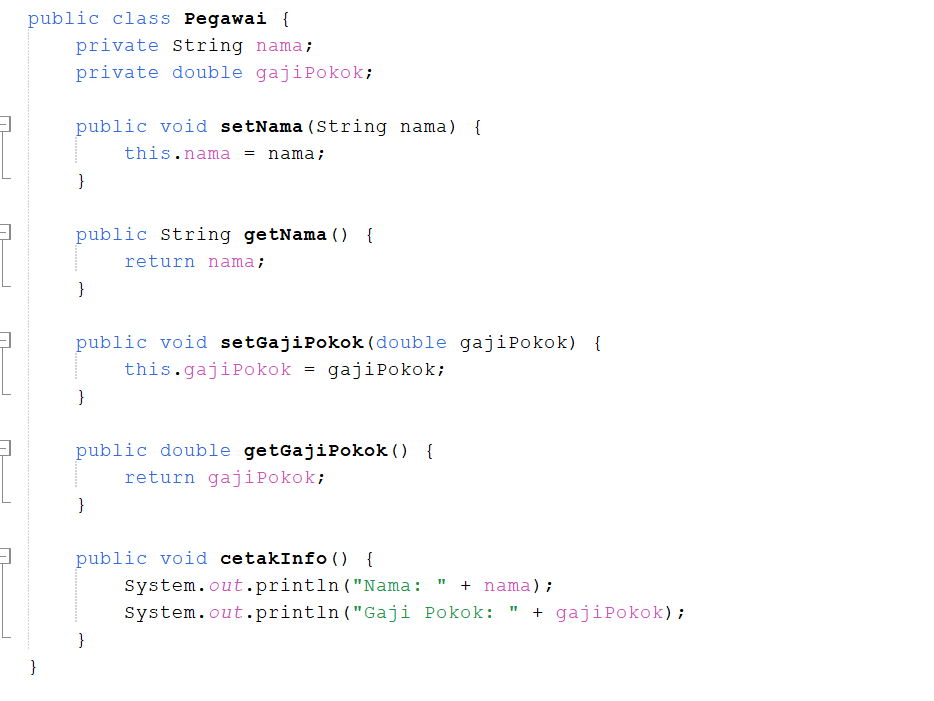 public class Pegawai {
    private String nama;
    private double gajiPokok;

    public void setNama(String nama) {
        this.nama = nama;
    }

    public String getNama() {
        return nama;
    }

    public void setGajiPokok(double gajiPokok) {
        this.gajiPokok = gajiPokok;
    }

    public double getGajiPokok() {
        return gajiPokok;
    }

    public void cetakInfo() {
        System.out.println("Nama: " + nama);
        System.out.println("Gaji Pokok: " + gajiPokok);
    }
}